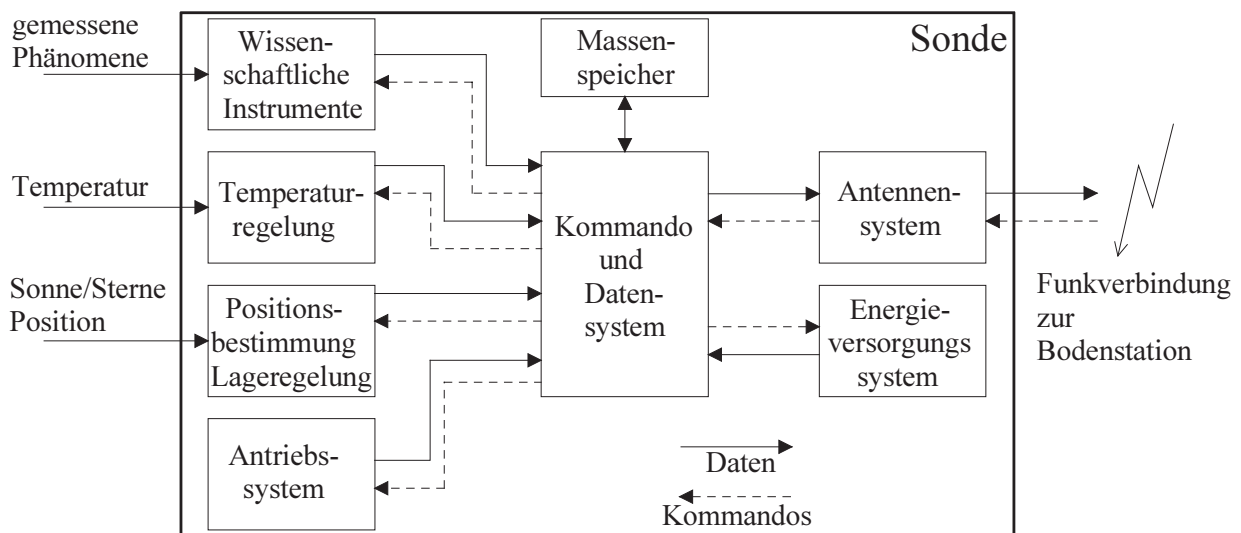 gemessene
Phänomene
Wissen-
schaftliche
Instrumente
Massen-
speicher
Sonde
Temperatur
Temperatur-
regelung
Kommando
und
Daten-
system
Antennen-
system
Sonne/Sterne
Position
Positions-
bestimmung
Lageregelung
Energie-
versorgungs
system
Funkverbindung
zur
Bodenstation
Antriebs-
system
Daten
Kommandos